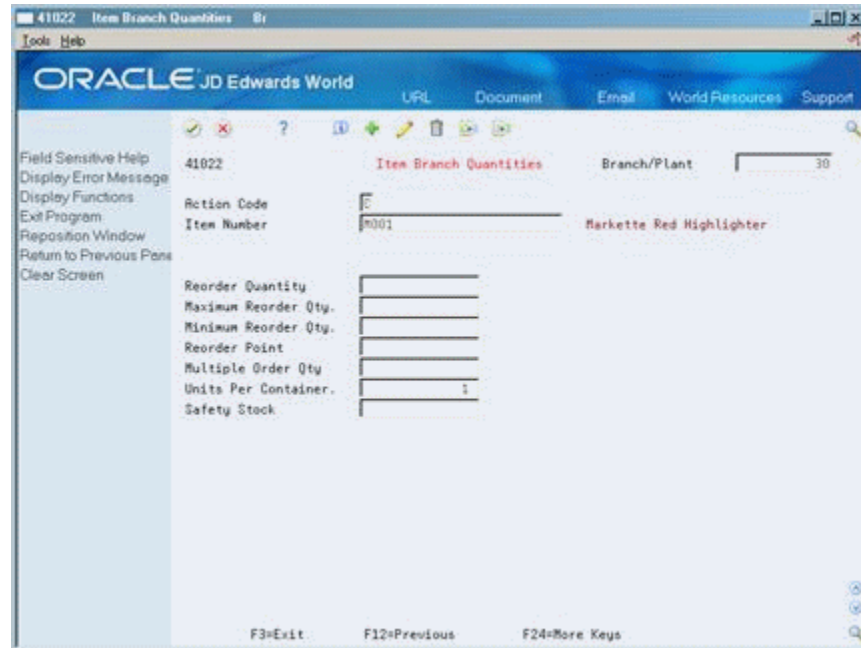 41022 Item Branch Quantities Br
Tools Help
ORACLE JD Edwards World
URL Document Email World Resources Support
Field Sensitive Help
Display Error Message
Display Functions
Exit Program
Reposition Window
Return to Previous Pane
Clear Screen
41022 Item Branch Quantities Branch/Plant 30
Action Code C
Item Number M001 Markette Red Highlighter
Reorder Quantity
Maximum Reorder Qty.
Minimum Reorder Qty.
Reorder Point
Multiple Order Qty
Units Per Container. 1
Safety Stock
F3=Exit F12=Previous F24=More Keys